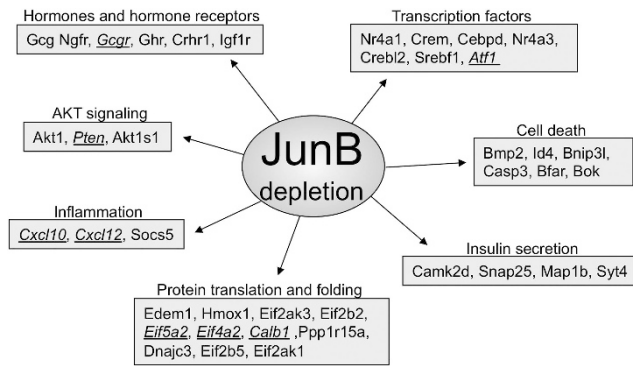 Hormones and hormone receptors
Gcg Ngfr, Gcgr, Ghr, Crhr1, Igf1r
Transcription factors
Nr4a1, Crem, Cebpd, Nr4a3,
Crebl2, Srebf1, Atf1
AKT signaling
Akt1, Pten, Akt1s1
JunB
depletion
Cell death
Bmp2, Id4, Bnip3l,
Casp3, Bfar, Bok
Inflammation
Cxcl10, Cxcl12, Socs5
Insulin secretion
Camk2d, Snap25, Map1b, Syt4
Protein translation and folding
Edem1, Hmox1, Eif2ak3, Eif2b2,
Eif5a2, Eif4a2, Calb1 ,Ppp1r15a,
Dnajc3, Eif2b5, Eif2ak1